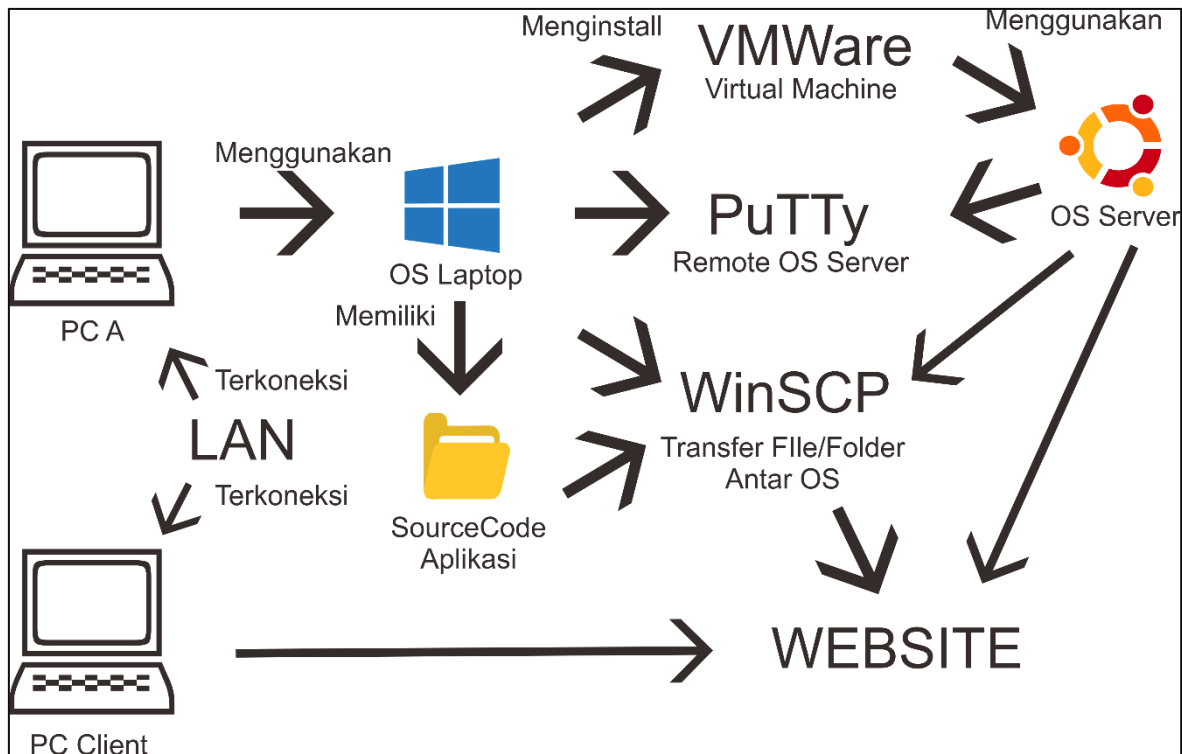 Menginstall
VMWare
Virtual Machine
Menggunakan
Menggunakan
PC A
OS Laptop
PuTTy
Remote OS Server
OS Server
Memiliki
Terkoneksi
LAN
Terkoneksi
SourceCode
Aplikasi
WinSCP
Transfer FIle/Folder
Antar OS
WEBSITE
PC Client